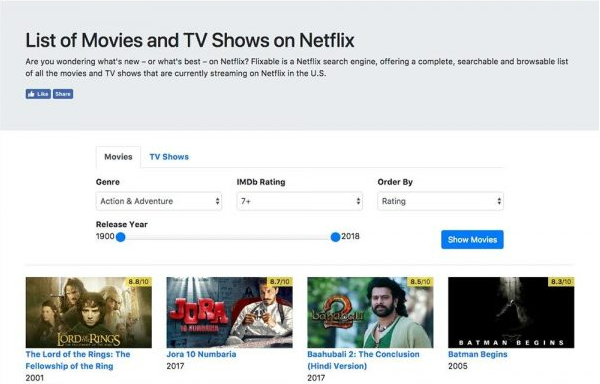 List of Movies and TV Shows on Netflix
Are you wondering what's new – or what's best – on Netflix? Flixable is a Netflix search engine, offering a complete, searchable and browsable list
of all the movies and TV shows that are currently streaming on Netflix in the U.S.
Like Share
Movies TV Shows
Genre IMDb Rating Order By
Action & Adventure 7+ Rating
Release Year
1900 2018
Show Movies
8.8/10 8.7/10 8.5/10 8.3/10
THE LORD OF THE RINGS
JORA
10 NUMBARIA
2
bahubali
BATMAN BEGINS
The Lord of the Rings: The Jora 10 Numbaria Baahubali 2: The Conclusion Batman Begins
Fellowship of the Ring 2017 (Hindi Version) 2005
2001 2017